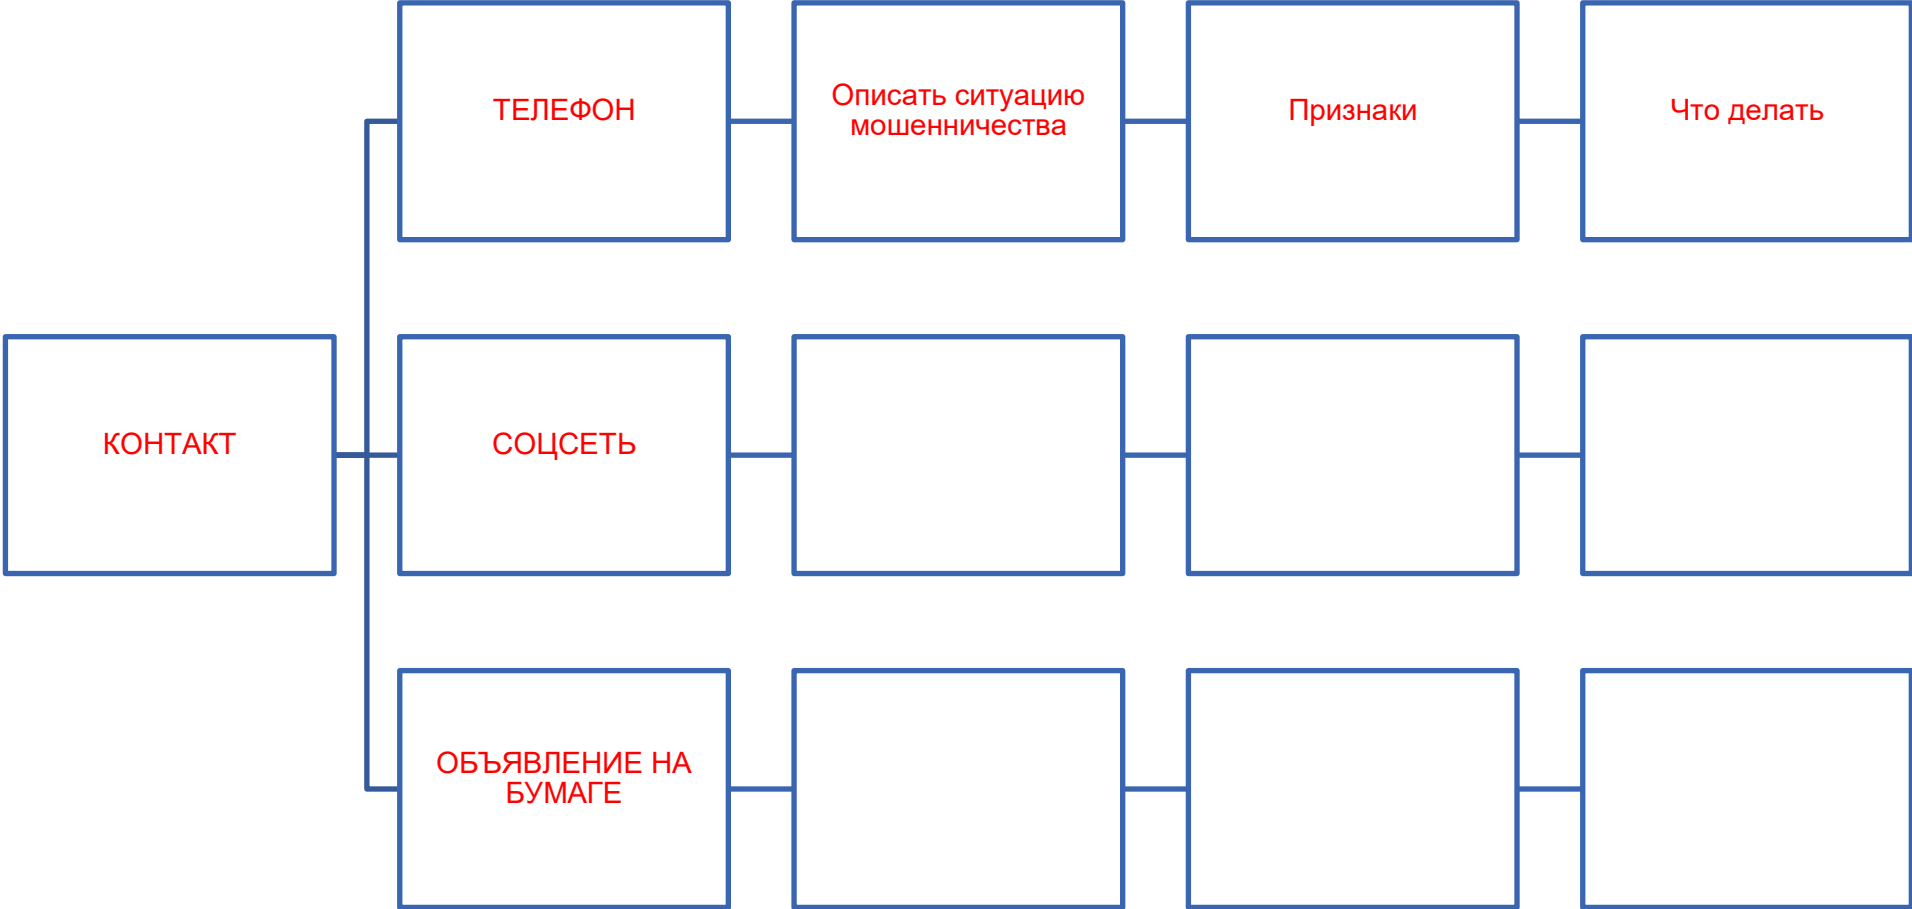 ТЕЛЕФОН
Описать ситуацию
мошенничества
Признаки
Что делать
КОНТАКТ
СОЦСЕТЬ
ОБЪЯВЛЕНИЕ НА
БУМАГЕ